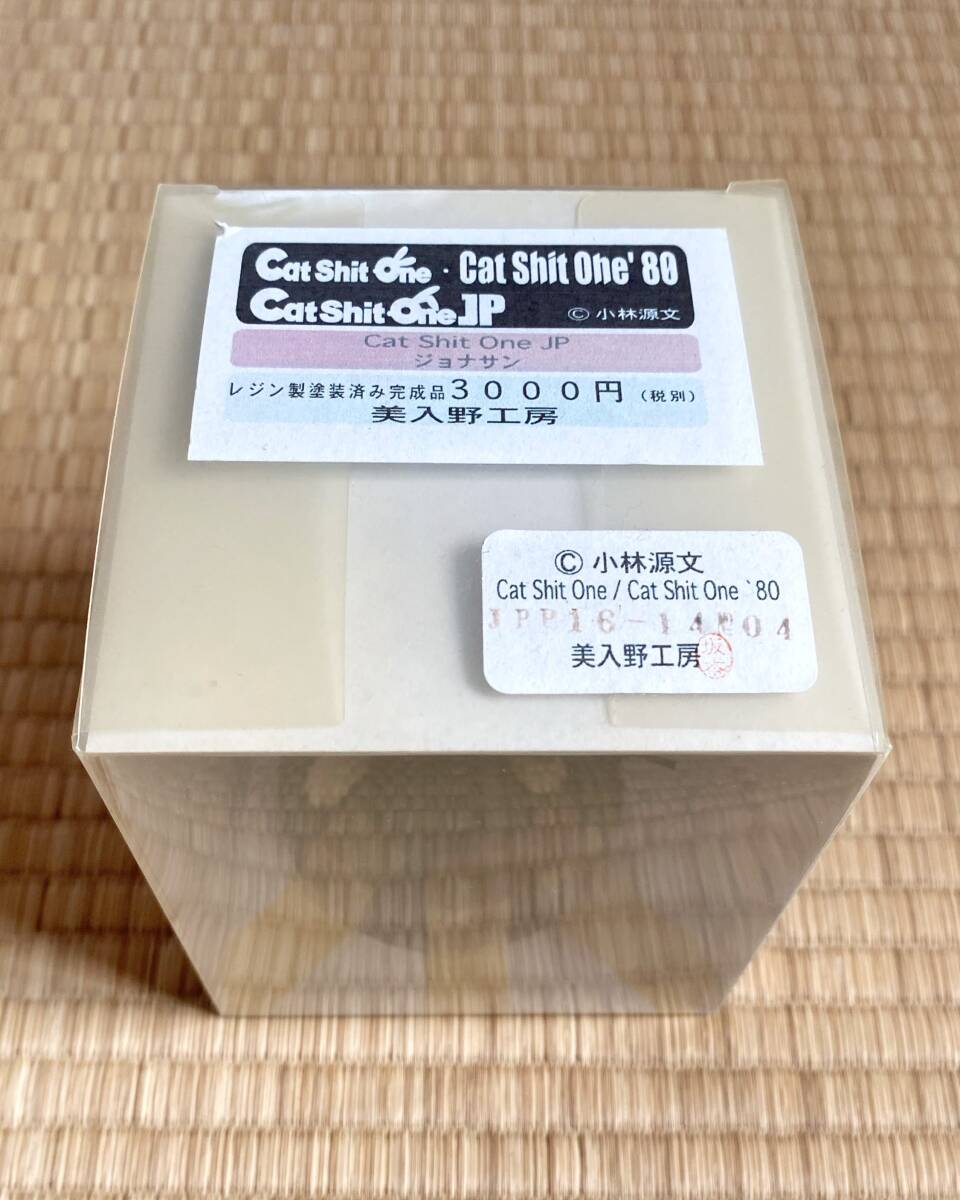 Cat Shit One・Cat Shit One'80
Cat Shit One JP © 小林源文
Cat Shit One JP
ジョナサン
レジン製塗装済み完成品3000円(税別)
美入野工房
© 小林源文
Cat Shit One / Cat Shit One `80
美入野工房